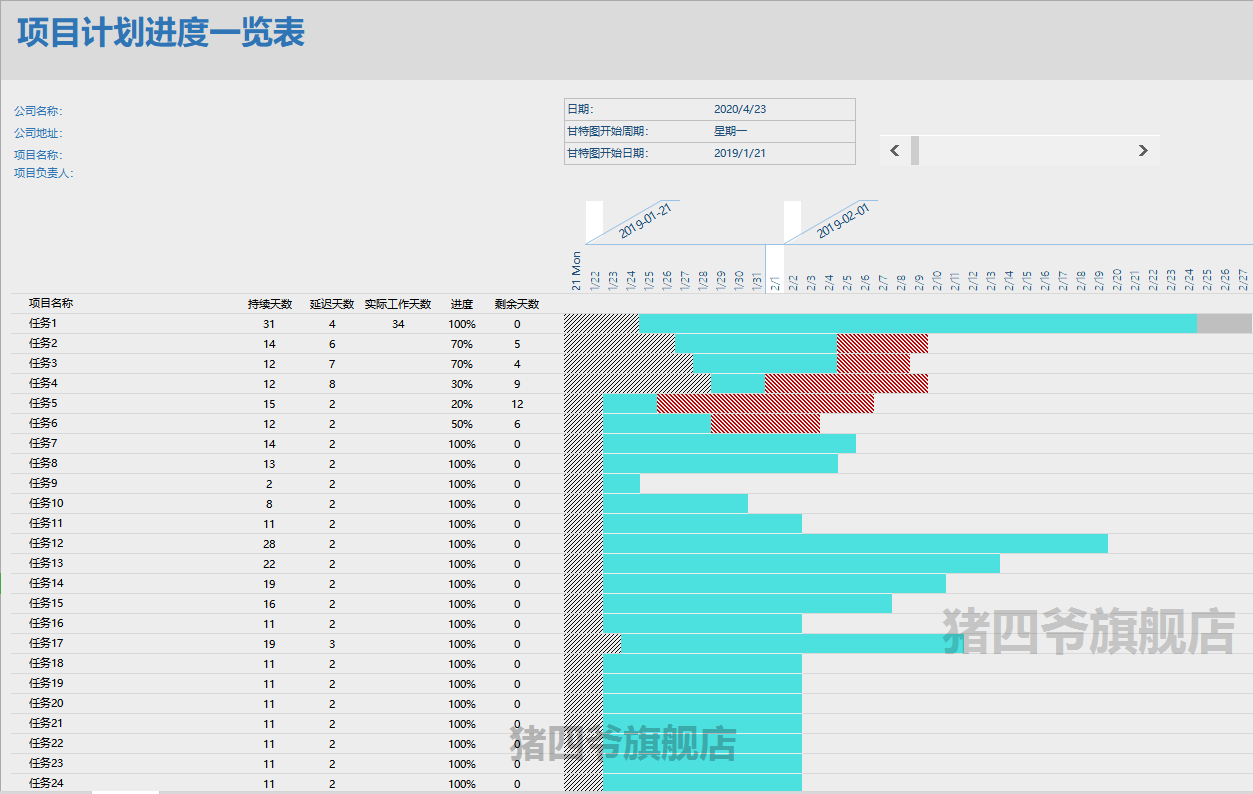 项目计划进度一览表
公司名称：
公司地址：
项目名称：
项目负责人：
日期： 2020/4/23
甘特图开始周期： 星期一
甘特图开始日期： 2019/1/21
2019-01-21 2019-02-01
21 Mon 1/22 1/23 1/24 1/25 1/26 1/27 1/28 1/29 1/30 1/31 2/1 2/2 2/3 2/4 2/5 2/6 2/7 2/8 2/9 2/10 2/11 2/12 2/13 2/14 2/15 2/16 2/17 2/18 2/19 2/20 2/21 2/22 2/23 2/24 2/25 2/26 2/27
项目名称 持续天数 延迟天数 实际工作天数 进度 剩余天数
任务1 31 4 34 100% 0
任务2 14 6 70% 5
任务3 12 7 70% 4
任务4 12 8 30% 9
任务5 15 2 20% 12
任务6 12 2 50% 6
任务7 14 2 100% 0
任务8 13 2 100% 0
任务9 2 2 100% 0
任务10 8 2 100% 0
任务11 11 2 100% 0
任务12 28 2 100% 0
任务13 22 2 100% 0
任务14 19 2 100% 0
任务15 16 2 100% 0
任务16 11 2 100% 0
任务17 19 3 100% 0
任务18 11 2 100% 0
任务19 11 2 100% 0
任务20 11 2 100% 0
任务21 11 2 100% 0
任务22 11 2 100% 0
任务23 11 2 100% 0
任务24 11 2 100% 0
猪四爷旗舰店
猪四爷旗舰店